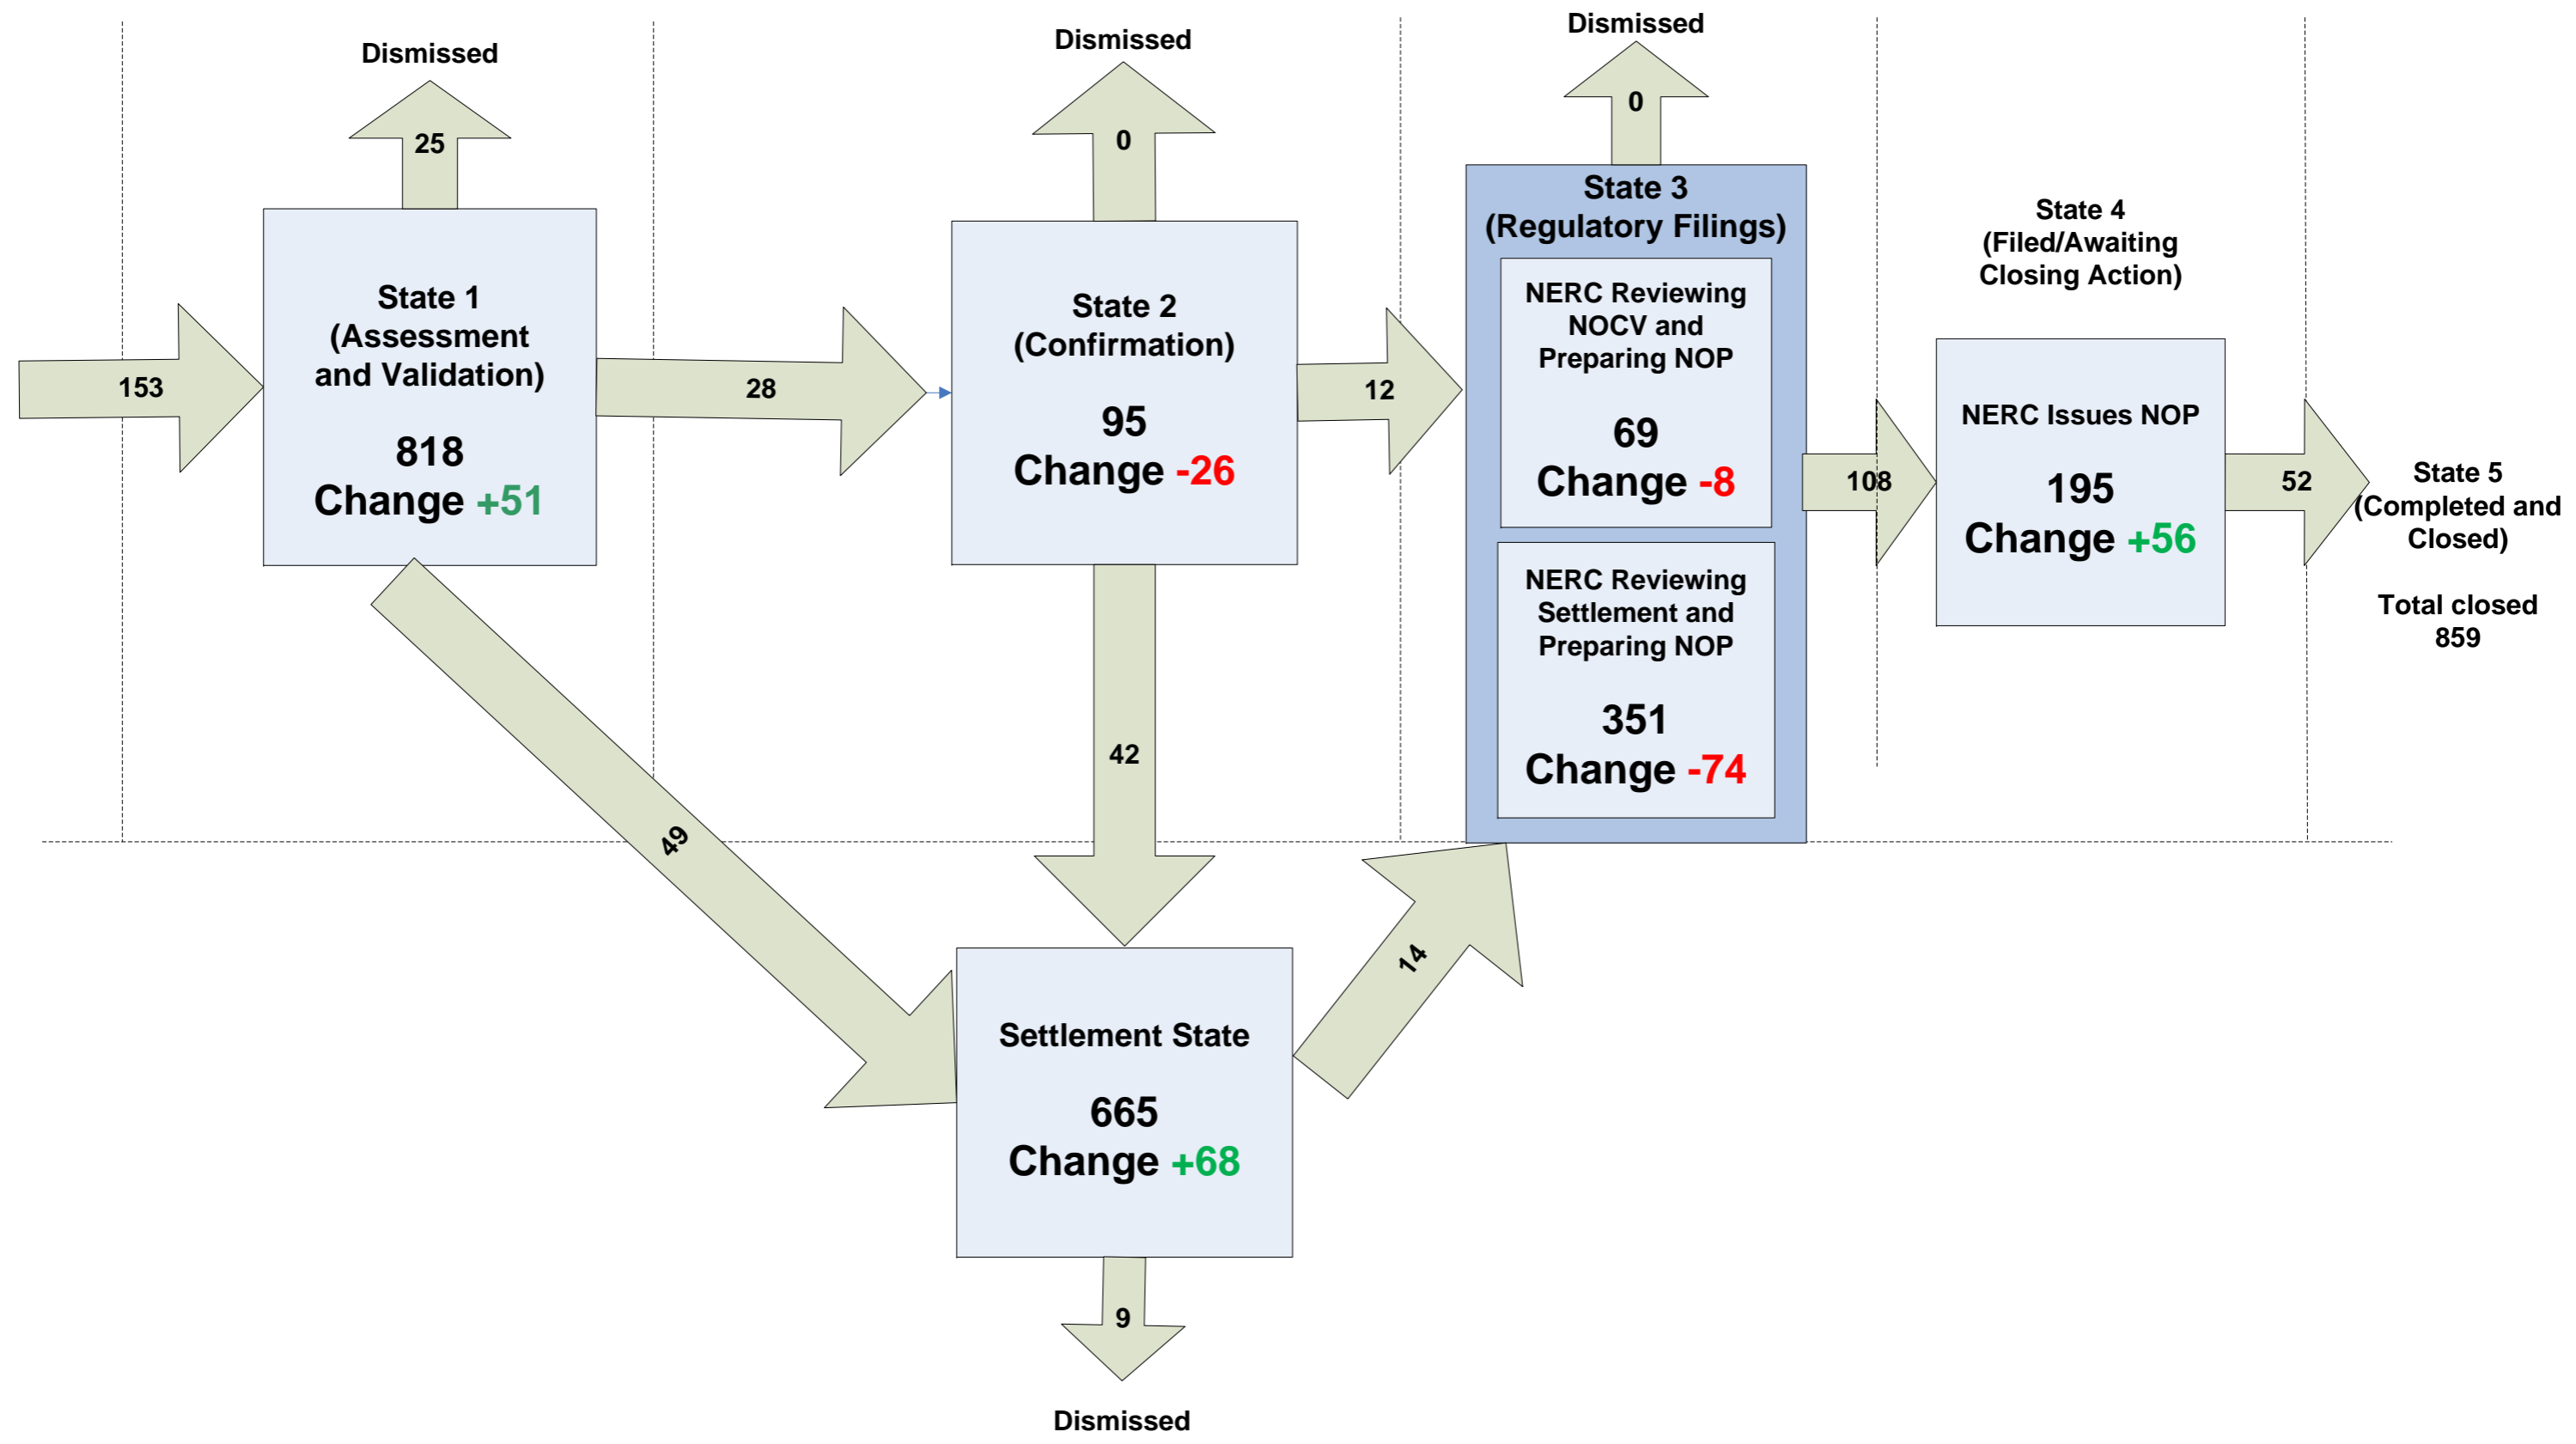 Dismissed
25
153
State 1
(Assessment
and Validation)
818
Change +51
28
49
Dismissed
0
State 2
(Confirmation)
95
Change -26
12
42
Settlement State
665
Change +68
14
9
Dismissed
Dismissed
0
State 3
(Regulatory Filings)
NERC Reviewing
NOCV and
Preparing NOP
69
Change -8
NERC Reviewing
Settlement and
Preparing NOP
351
Change -74
108
State 4
(Filed/Awaiting
Closing Action)
NERC Issues NOP
195
Change +56
52
State 5
(Completed and
Closed)
Total closed
859